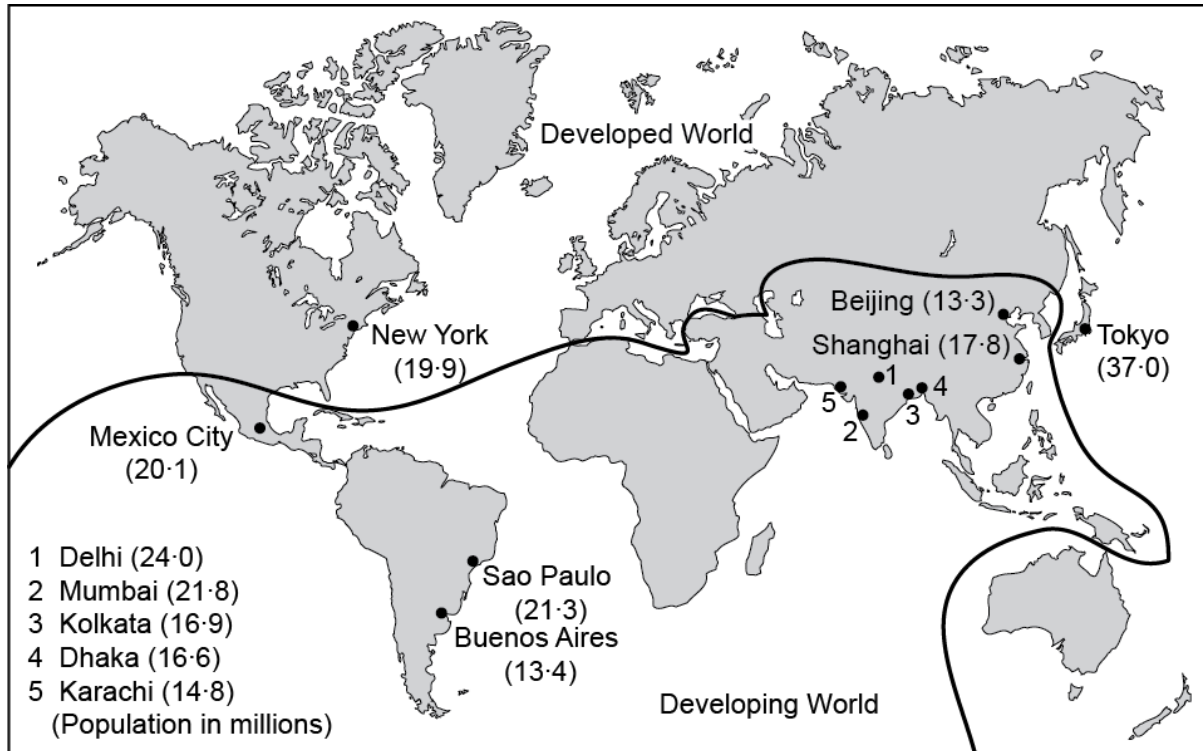 Developed World
Beijing (13·3)
New York
(19·9)
Shanghai (17·8)
Tokyo
(37·0)
1
5
4
3
2
Mexico City
(20·1)
1 Delhi (24·0)
2 Mumbai (21·8)
3 Kolkata (16·9)
4 Dhaka (16·6)
5 Karachi (14·8)
(Population in millions)
Sao Paulo
(21·3)
Buenos Aires
(13·4)
Developing World